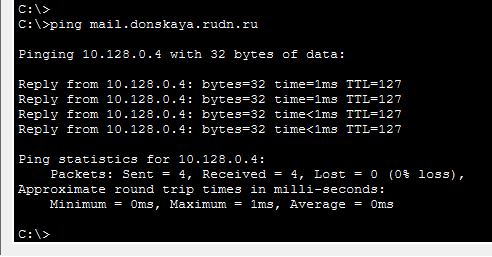 C:\>
C:\>ping mail.donskaya.rudn.ru
Pinging 10.128.0.4 with 32 bytes of data:
Reply from 10.128.0.4: bytes=32 time=1ms TTL=127
Reply from 10.128.0.4: bytes=32 time=1ms TTL=127
Reply from 10.128.0.4: bytes=32 time<1ms TTL=127
Reply from 10.128.0.4: bytes=32 time<1ms TTL=127
Ping statistics for 10.128.0.4:
Packets: Sent = 4, Received = 4, Lost = 0 (0% loss),
Approximate round trip times in milli-seconds:
Minimum = 0ms, Maximum = 1ms, Average = 0ms
C:\>